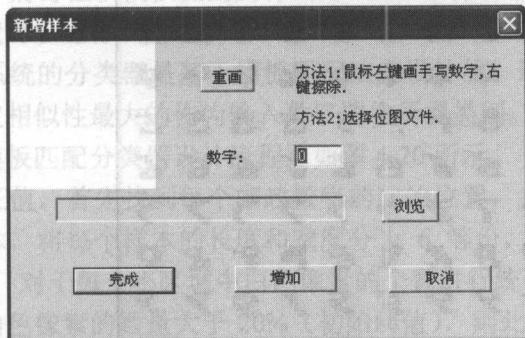 新增样本
重画
方法1:鼠标左键画手写数字,右
键擦除.
方法2:选择位图文件.
数字:
0
浏览
完成
增加
取消